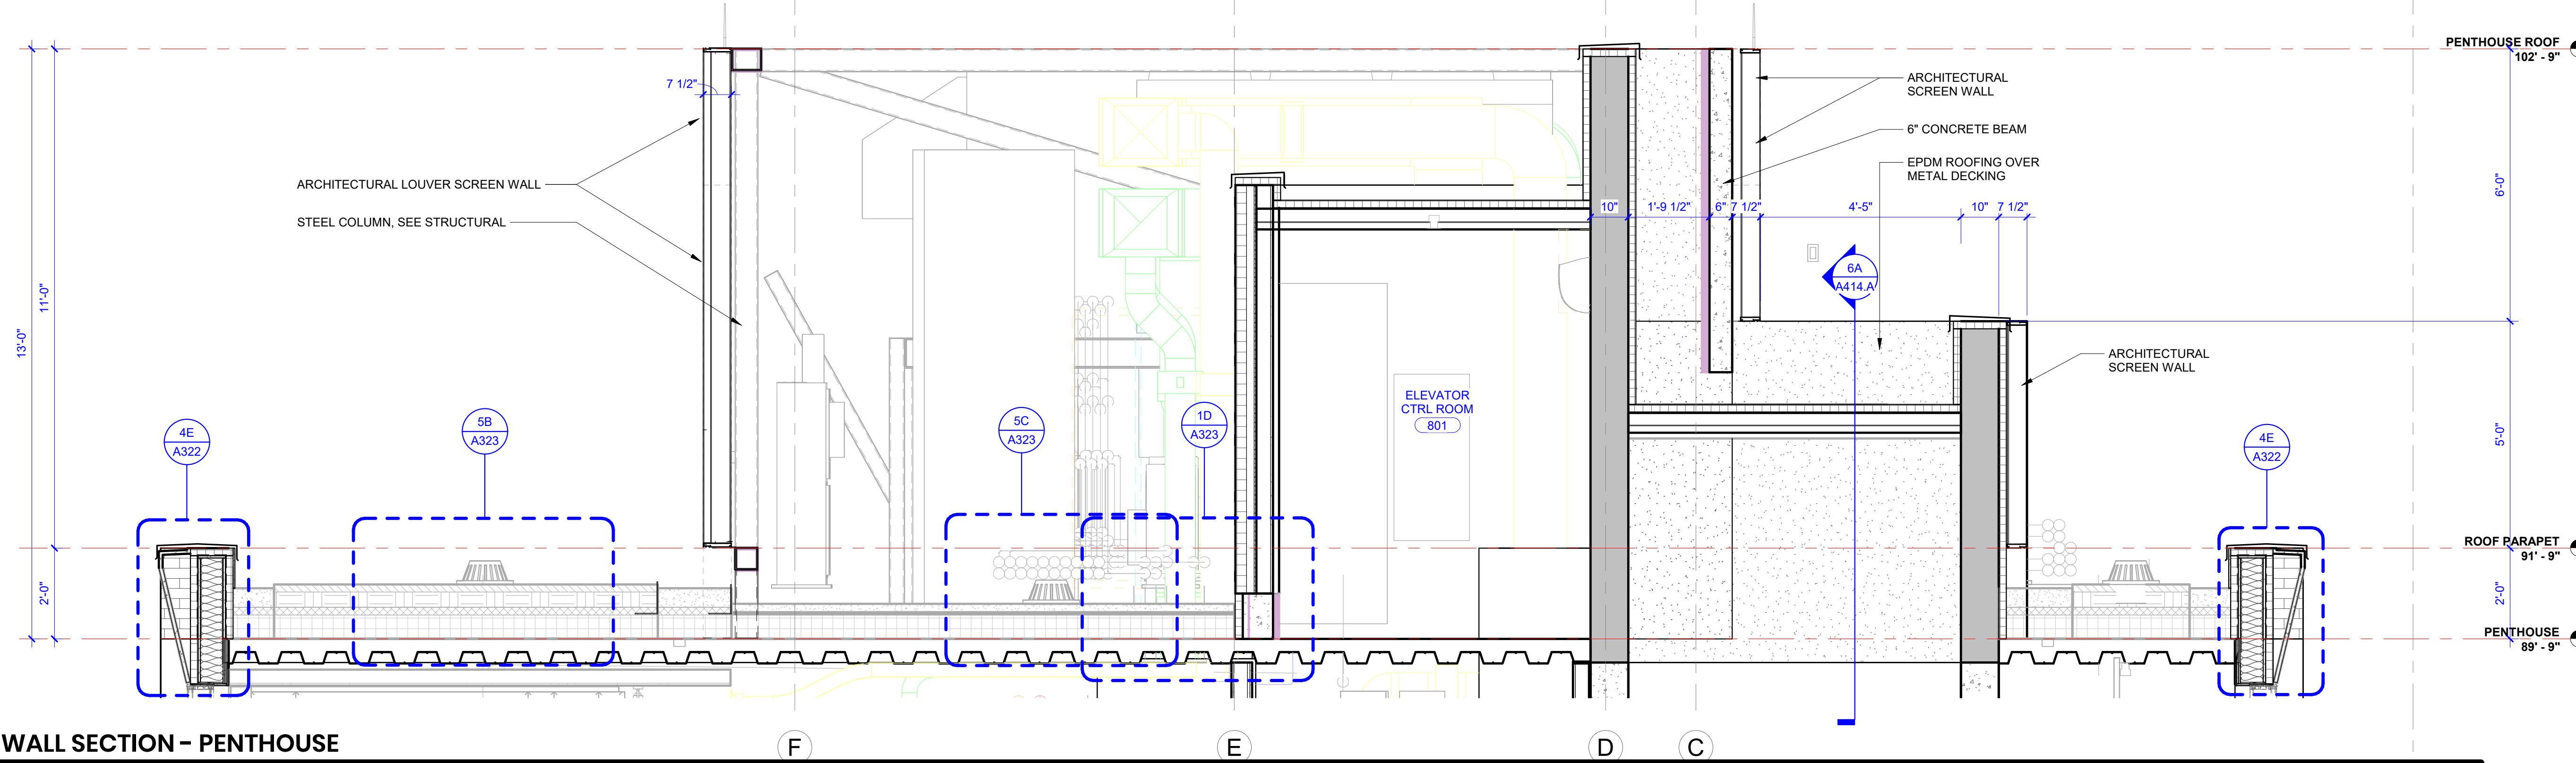 PENTHOUSE ROOF
102' - 9"
7 1/2"
ARCHITECTURAL
SCREEN WALL
6" CONCRETE BEAM
EPDM ROOFING OVER
METAL DECKING
ARCHITECTURAL LOUVER SCREEN WALL
STEEL COLUMN, SEE STRUCTURAL
10"
1'-9 1/2"
6"
7 1/2"
4'-5"
10"
7 1/2"
6'-0"
6A
A414.A
11'-0"
13'-0"
ARCHITECTURAL
SCREEN WALL
ELEVATOR
CTRL ROOM
801
4E
A322
5B
A323
5C
A323
1D
A323
4E
A322
5'-0"
ROOF PARAPET
91' - 9"
2'-0"
2'-0"
PENTHOUSE
89' - 9"
WALL SECTION - PENTHOUSE
F
E
D
C